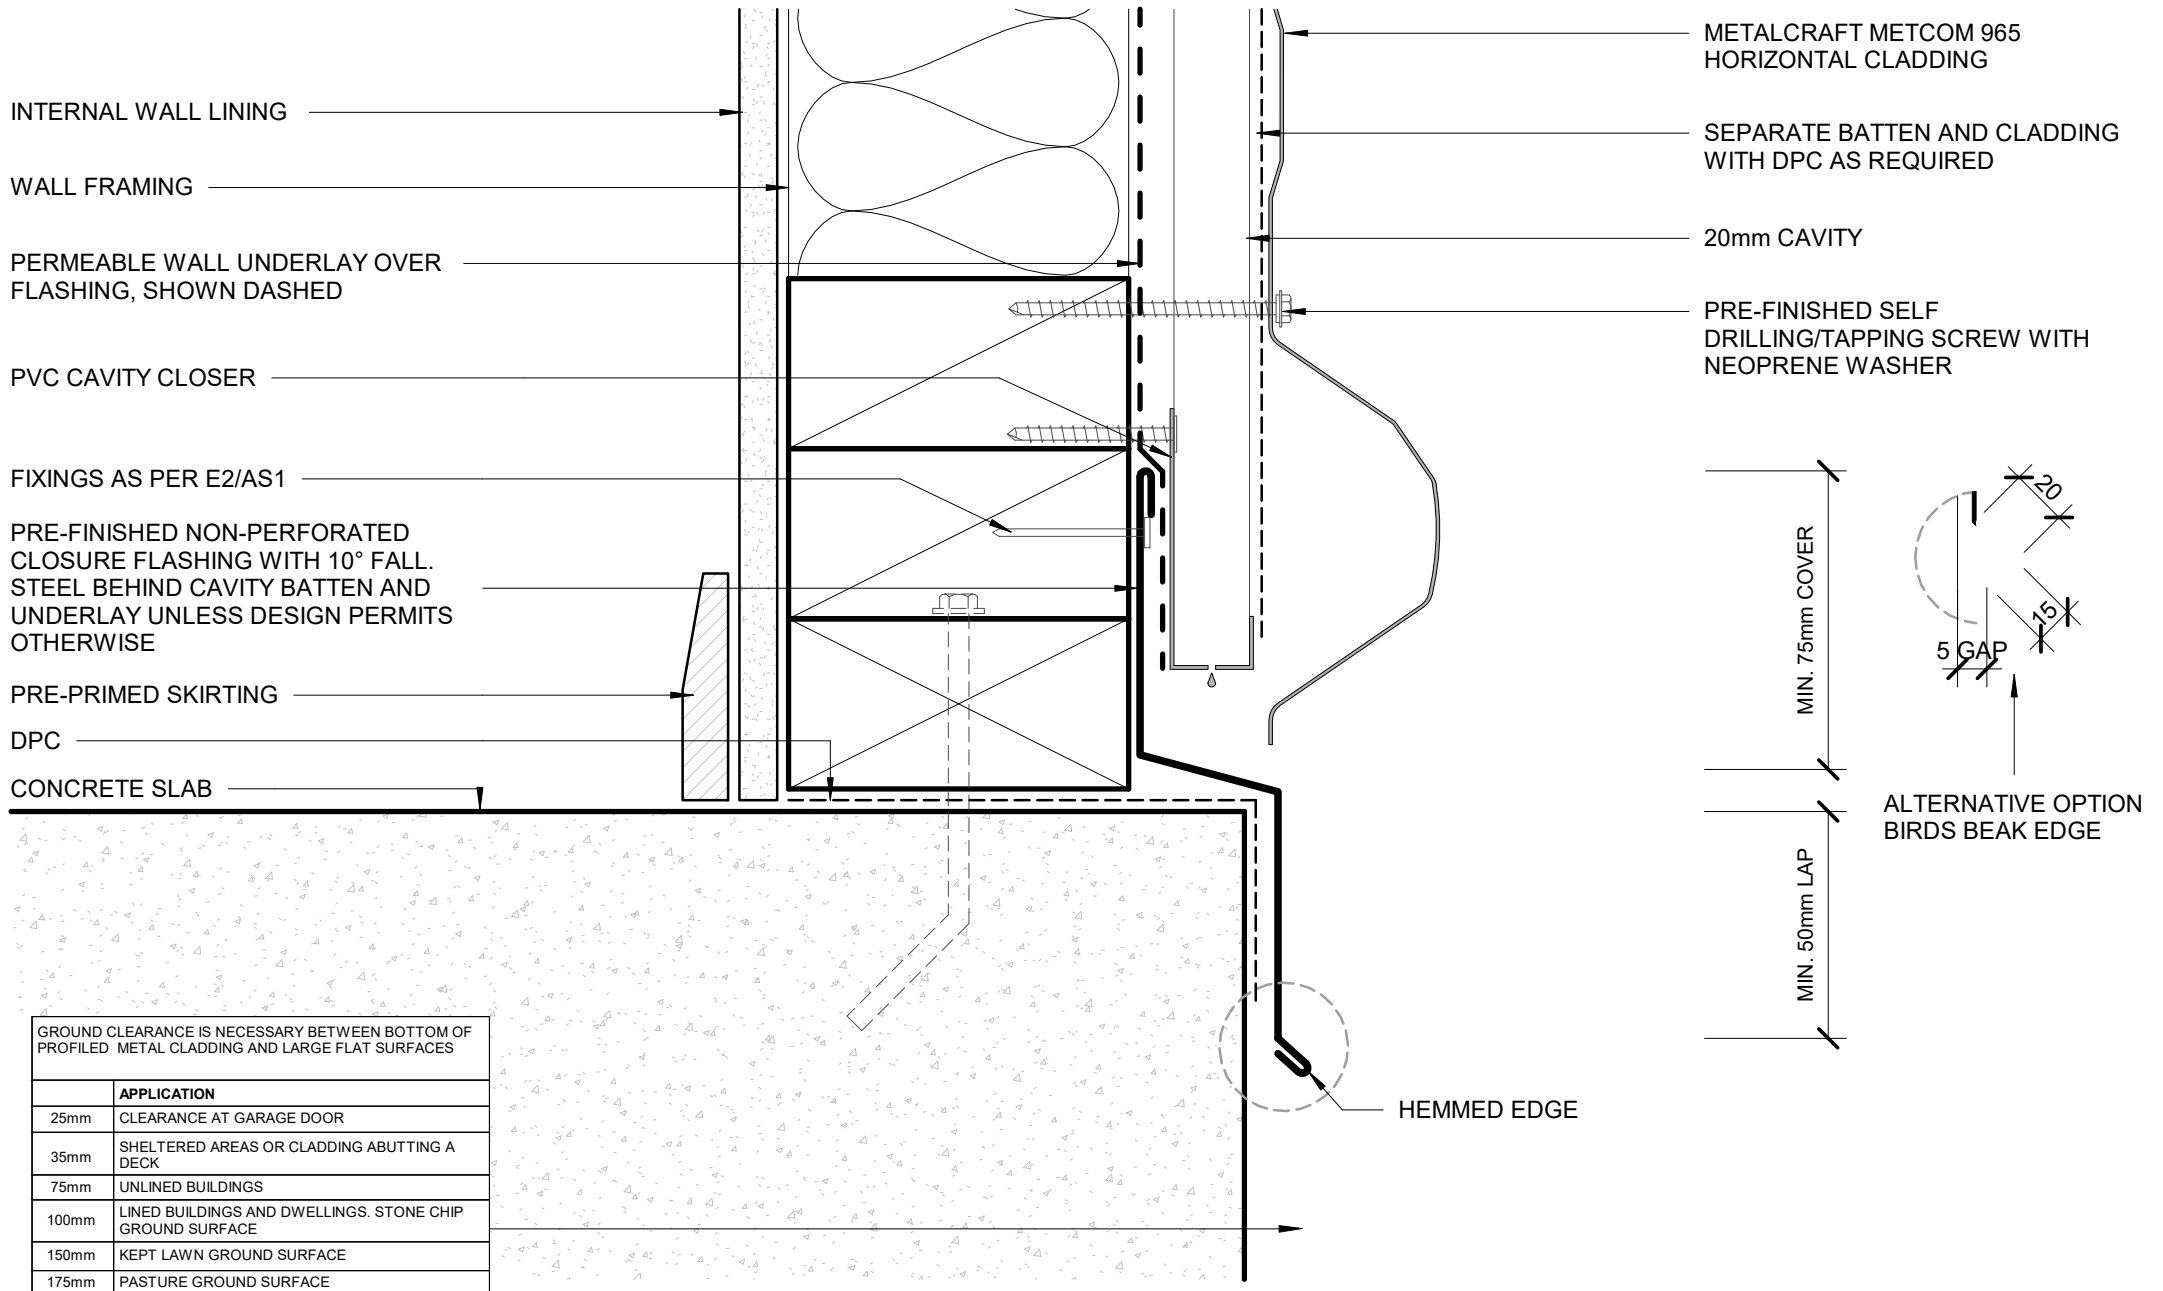 INTERNAL WALL LINING
WALL FRAMING
PERMEABLE WALL UNDERLAY OVER
FLASHING, SHOWN DASHED
PVC CAVITY CLOSER
FIXINGS AS PER E2/AS1
PRE-FINISHED NON-PERFORATED
CLOSURE FLASHING WITH 10° FALL.
STEEL BEHIND CAVITY BATTEN AND
UNDERLAY UNLESS DESIGN PERMITS
OTHERWISE
PRE-PRIMED SKIRTING
DPC
CONCRETE SLAB
METALCRAFT METCOM 965
HORIZONTAL CLADDING
SEPARATE BATTEN AND CLADDING
WITH DPC AS REQUIRED
20mm CAVITY
PRE-FINISHED SELF
DRILLING/TAPPING SCREW WITH
NEOPRENE WASHER
MIN. 75mm COVER
MIN. 50mm LAP
20
15
5 GAP
ALTERNATIVE OPTION
BIRDS BEAK EDGE
HEMMED EDGE
GROUND CLEARANCE IS NECESSARY BETWEEN BOTTOM OF
PROFILED METAL CLADDING AND LARGE FLAT SURFACES
APPLICATION
25mm CLEARANCE AT GARAGE DOOR
35mm SHELTERED AREAS OR CLADDING ABUTTING A
DECK
75mm UNLINED BUILDINGS
100mm LINED BUILDINGS AND DWELLINGS. STONE CHIP
GROUND SURFACE
150mm KEPT LAWN GROUND SURFACE
175mm PASTURE GROUND SURFACE